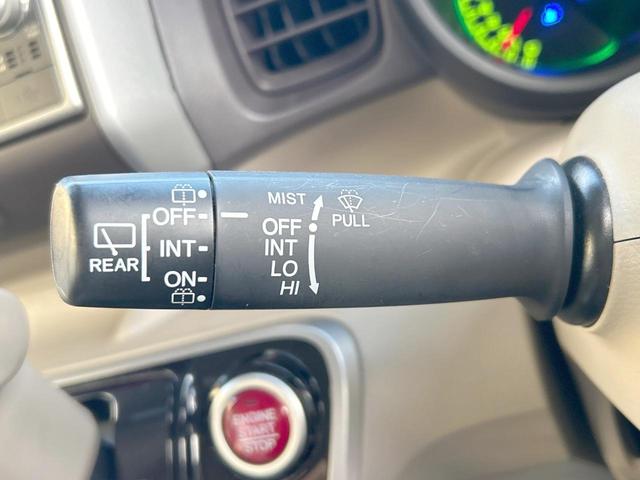 OFF
INT
ON
REAR
MIST
PULL
OFF
INT
LO
HI
ENGINE
START
STOP